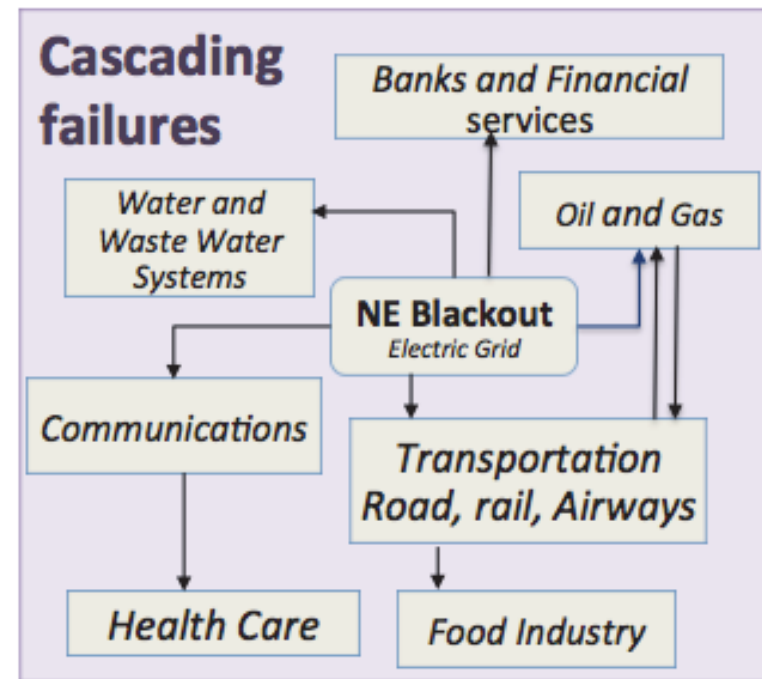 Cascading
failures
Banks and Financial
services
Water and
Waste Water
Systems
Oil and Gas
NE Blackout
Electric Grid
Communications
Transportation
Road, rail, Airways
Health Care
Food Industry